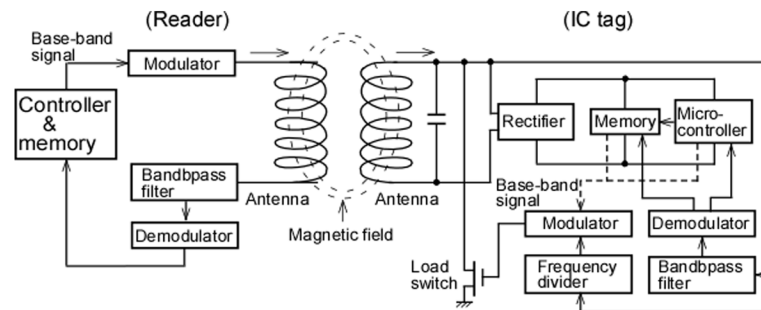 (Reader)
(IC tag)
Base-band
signal
Modulator
Controller
&
memory
Bandbpass
filter
Demodulator
Antenna
Antenna
Magnetic field
Rectifier
Memory
Micro-
controller
Base-band
signal
Modulator
Demodulator
Load
switch
Frequency
divider
Bandbpass
filter